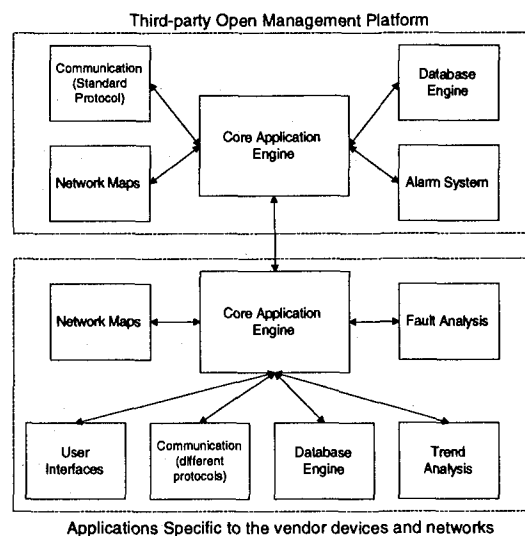 Third-party Open Management Platform
Communication
(Standard
Protocol)
Database
Engine
Core Application
Engine
Network Maps
Alarm System
Network Maps
Core Application
Engine
Fault Analysis
User
Interfaces
Communication
(different
protocols)
Database
Engine
Trend
Analysis
Applications Specific to the vendor devices and networks